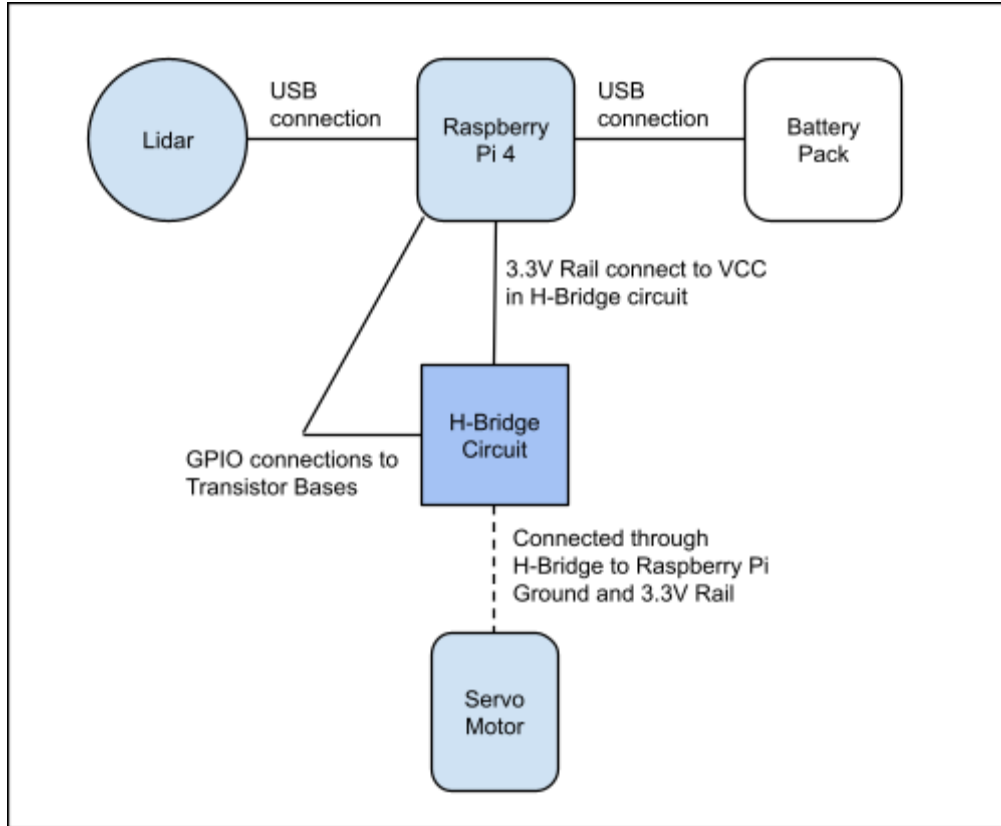 USB
connection
USB
connection
Lidar
Raspberry
Pi 4
Battery
Pack
3.3V Rail connect to VCC
in H-Bridge circuit
H-Bridge
Circuit
GPIO connections to
Transistor Bases
Connected through
H-Bridge to Raspberry Pi
Ground and 3.3V Rail
Servo
Motor